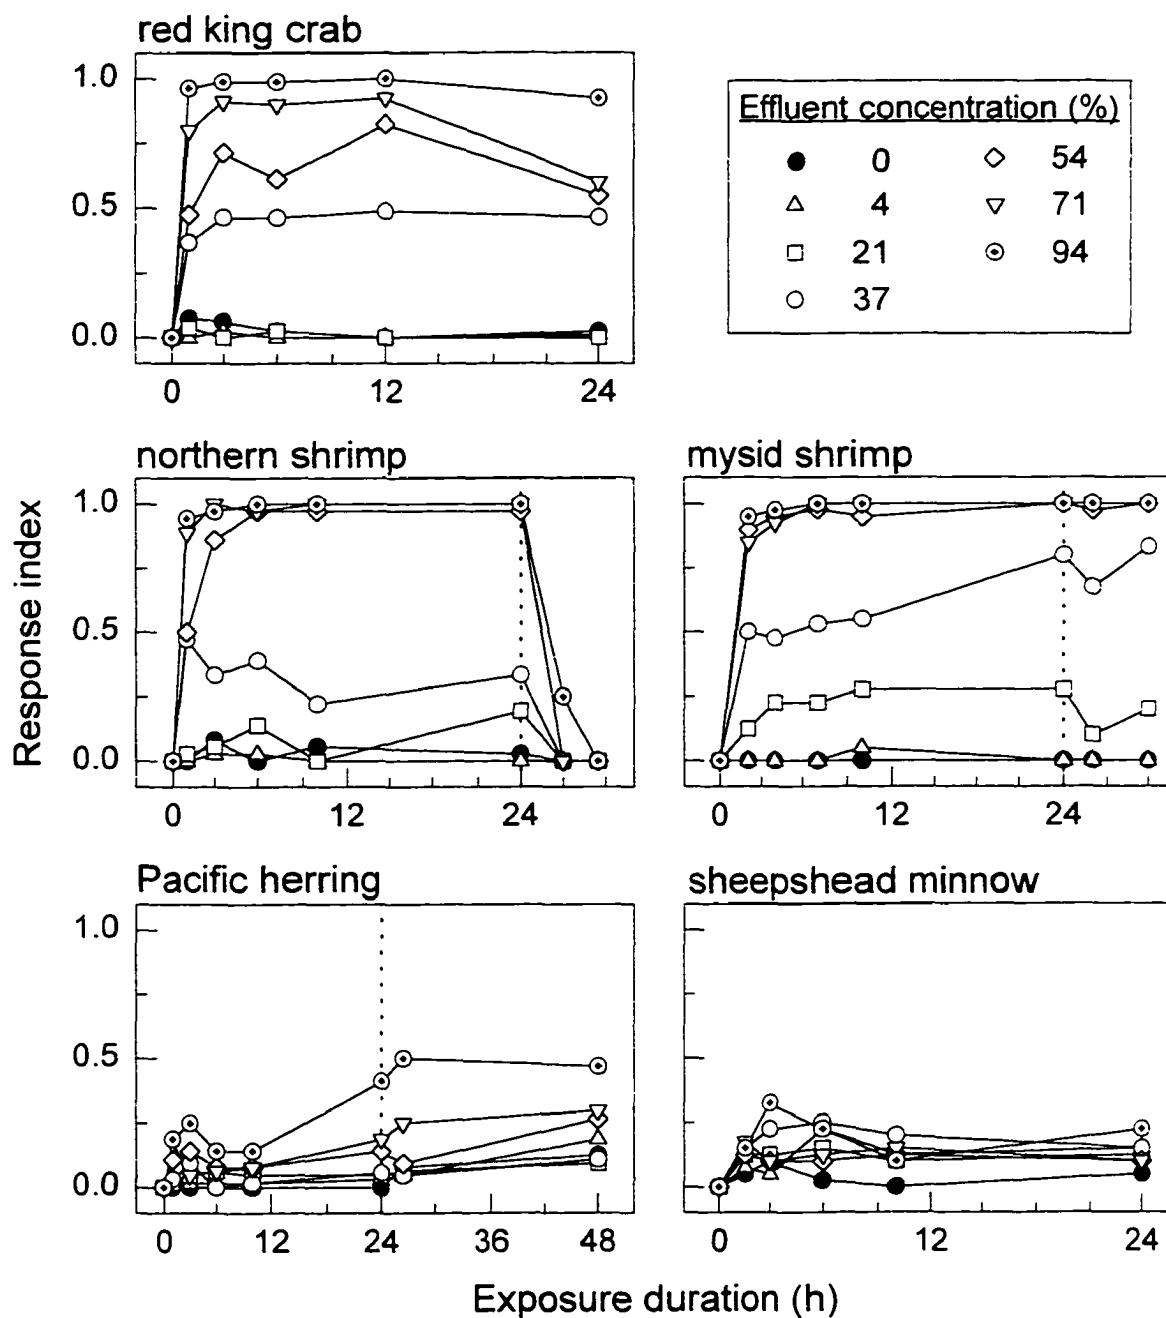 red king crab
1.0
0.5
0.0
0 12 24
Effluent concentration (%)
0 54
4 71
21 94
37
northern shrimp
1.0
0.5
0.0
0 12 24
mysid shrimp
0 12 24
Response index
Pacific herring
1.0
0.5
0.0
0 12 24 36 48
sheepshead minnow
0 12 24
Exposure duration (h)